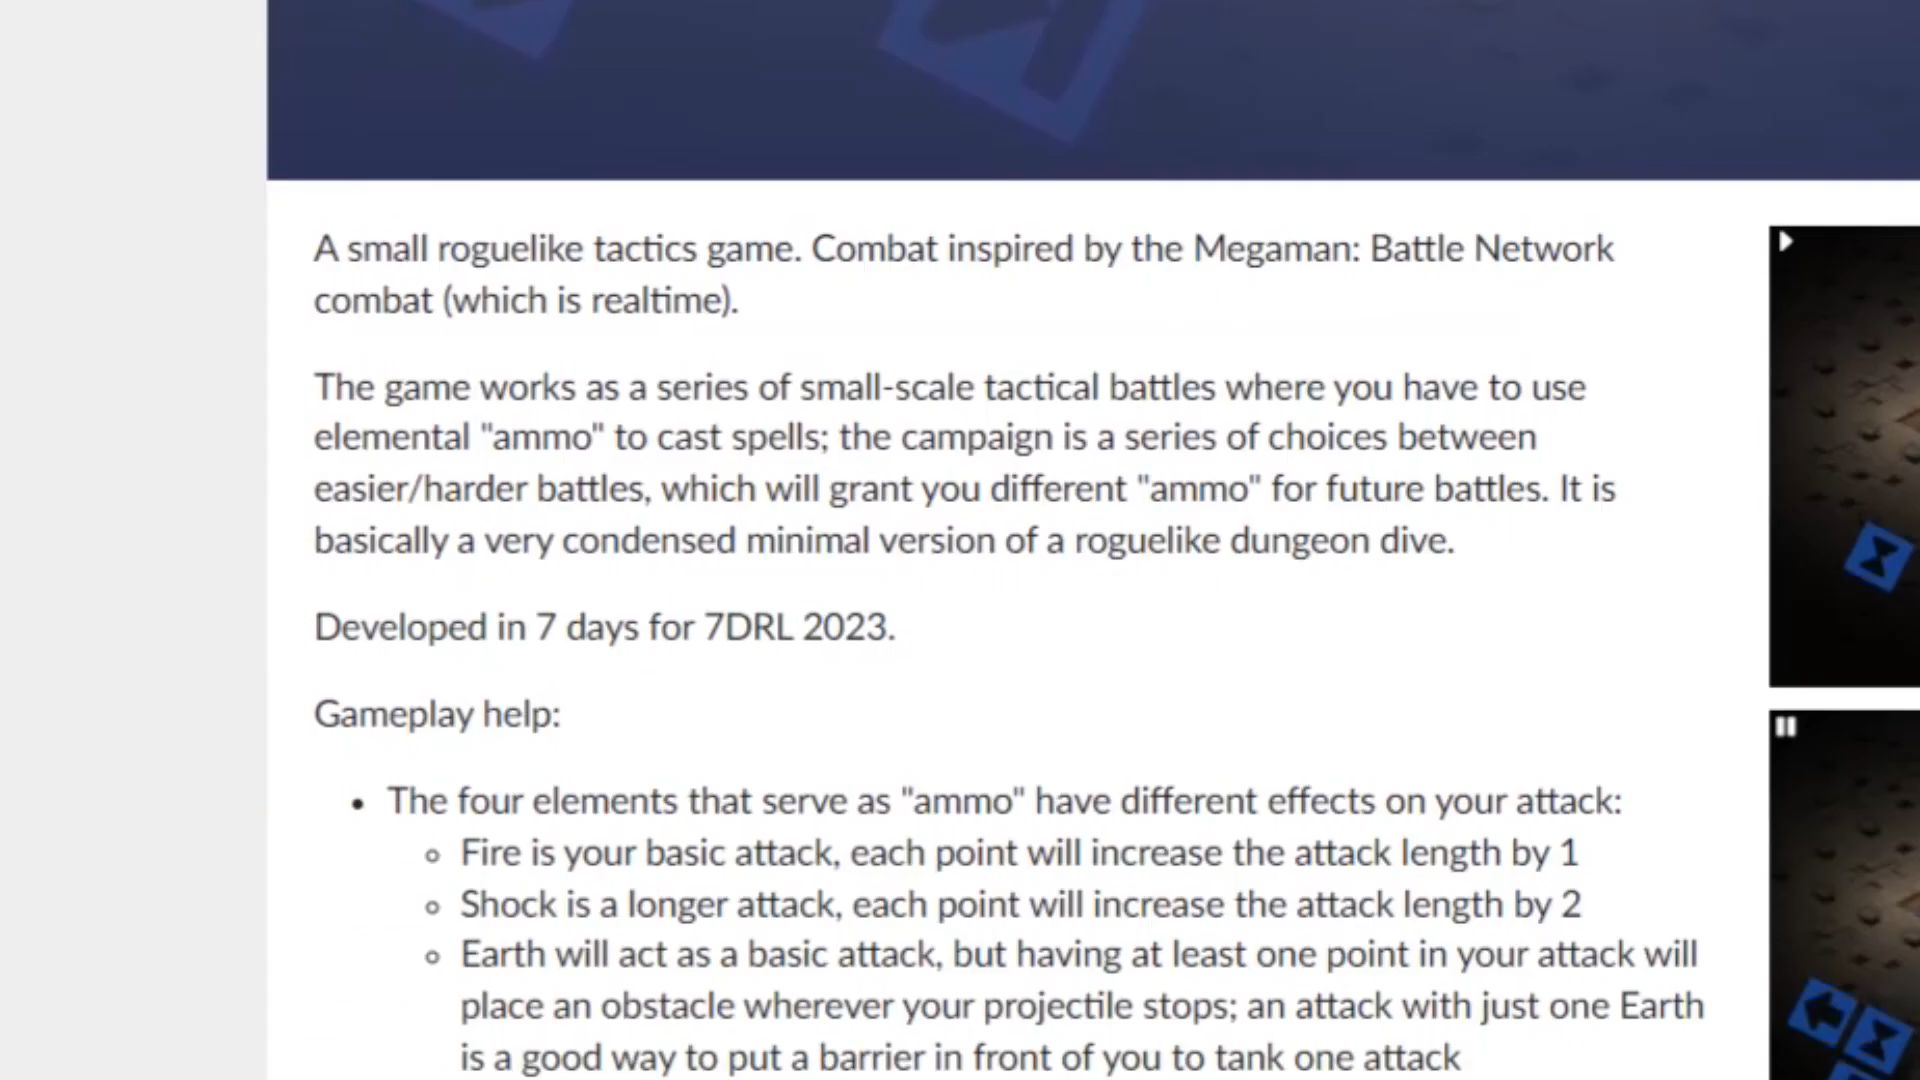 A small roguelike tactics game. Combat inspired by the Megaman: Battle Network
combat (which is realtime).
The game works as a series of small-scale tactical battles where you have to use
elemental "ammo" to cast spells; the campaign is a series of choices between
easier/harder battles, which will grant you different "ammo" for future battles. It is
basically a very condensed minimal version of a roguelike dungeon dive.
Developed in 7 days for 7DRL 2023.
Gameplay help:
• The four elements that serve as "ammo" have different effects on your attack:
◦ Fire is your basic attack, each point will increase the attack length by 1
◦ Shock is a longer attack, each point will increase the attack length by 2
◦ Earth will act as a basic attack, but having at least one point in your attack will
place an obstacle wherever your projectile stops; an attack with just one Earth
is a good way to put a barrier in front of you to tank one attack